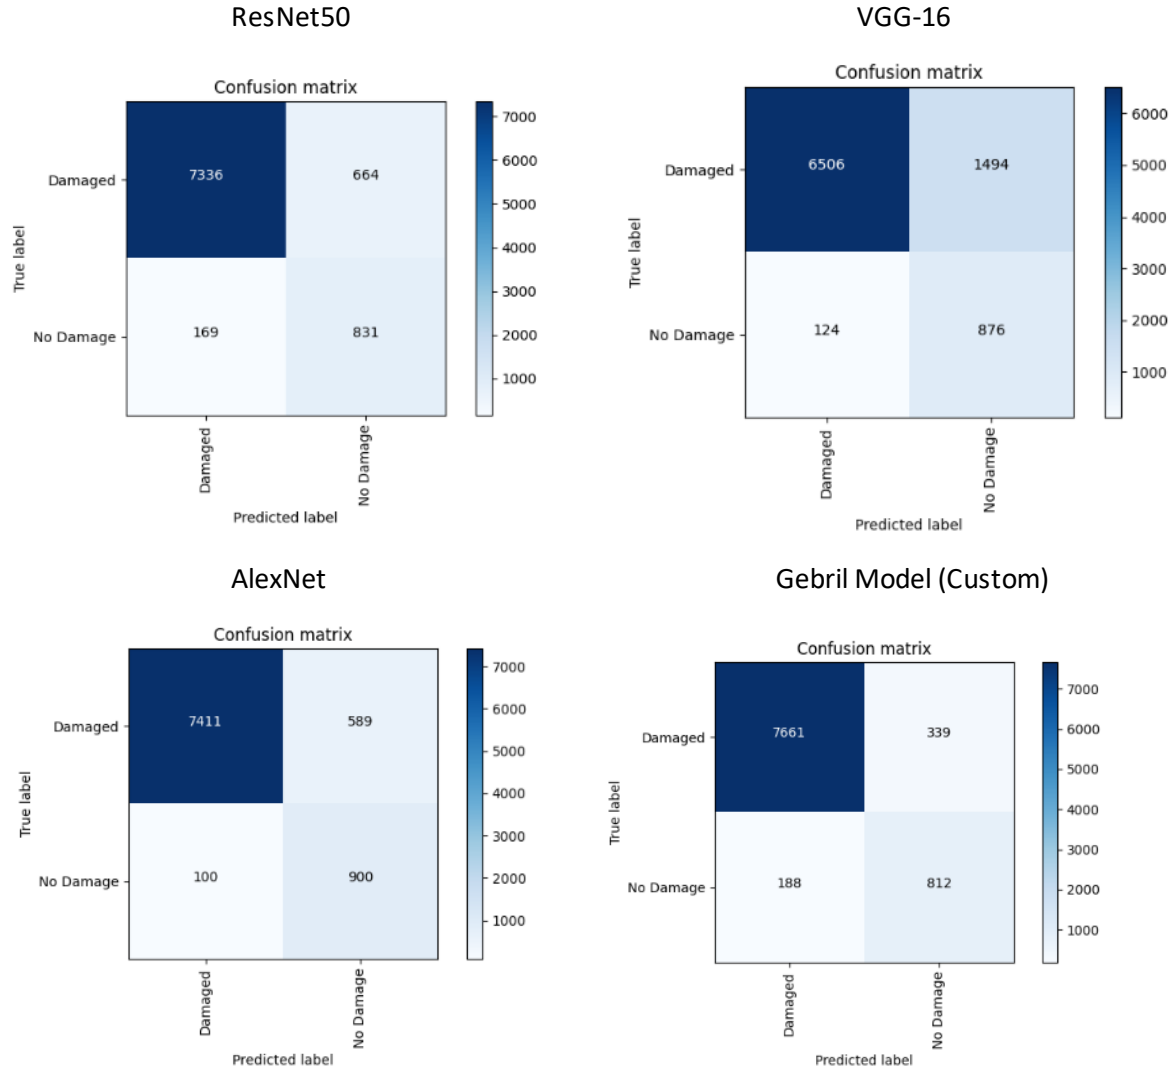 ResNet50
Confusion matrix
7000
6000
5000
4000
3000
2000
1000
True label
Damaged
7336
664
No Damage
169
831
Damaged
No Damage
Predicted label
VGG-16
Confusion matrix
6000
5000
4000
3000
2000
1000
True label
Damaged
6506
1494
No Damage
124
876
Damaged
No Damage
Predicted label
AlexNet
Confusion matrix
7000
6000
5000
4000
3000
2000
1000
True label
Damaged
7411
589
No Damage
100
900
Damaged
No Damage
Predicted label
Gebril Model (Custom)
Confusion matrix
7000
6000
5000
4000
3000
2000
1000
True label
Damaged
7661
339
No Damage
188
812
Damaged
No Damage
Predicted label